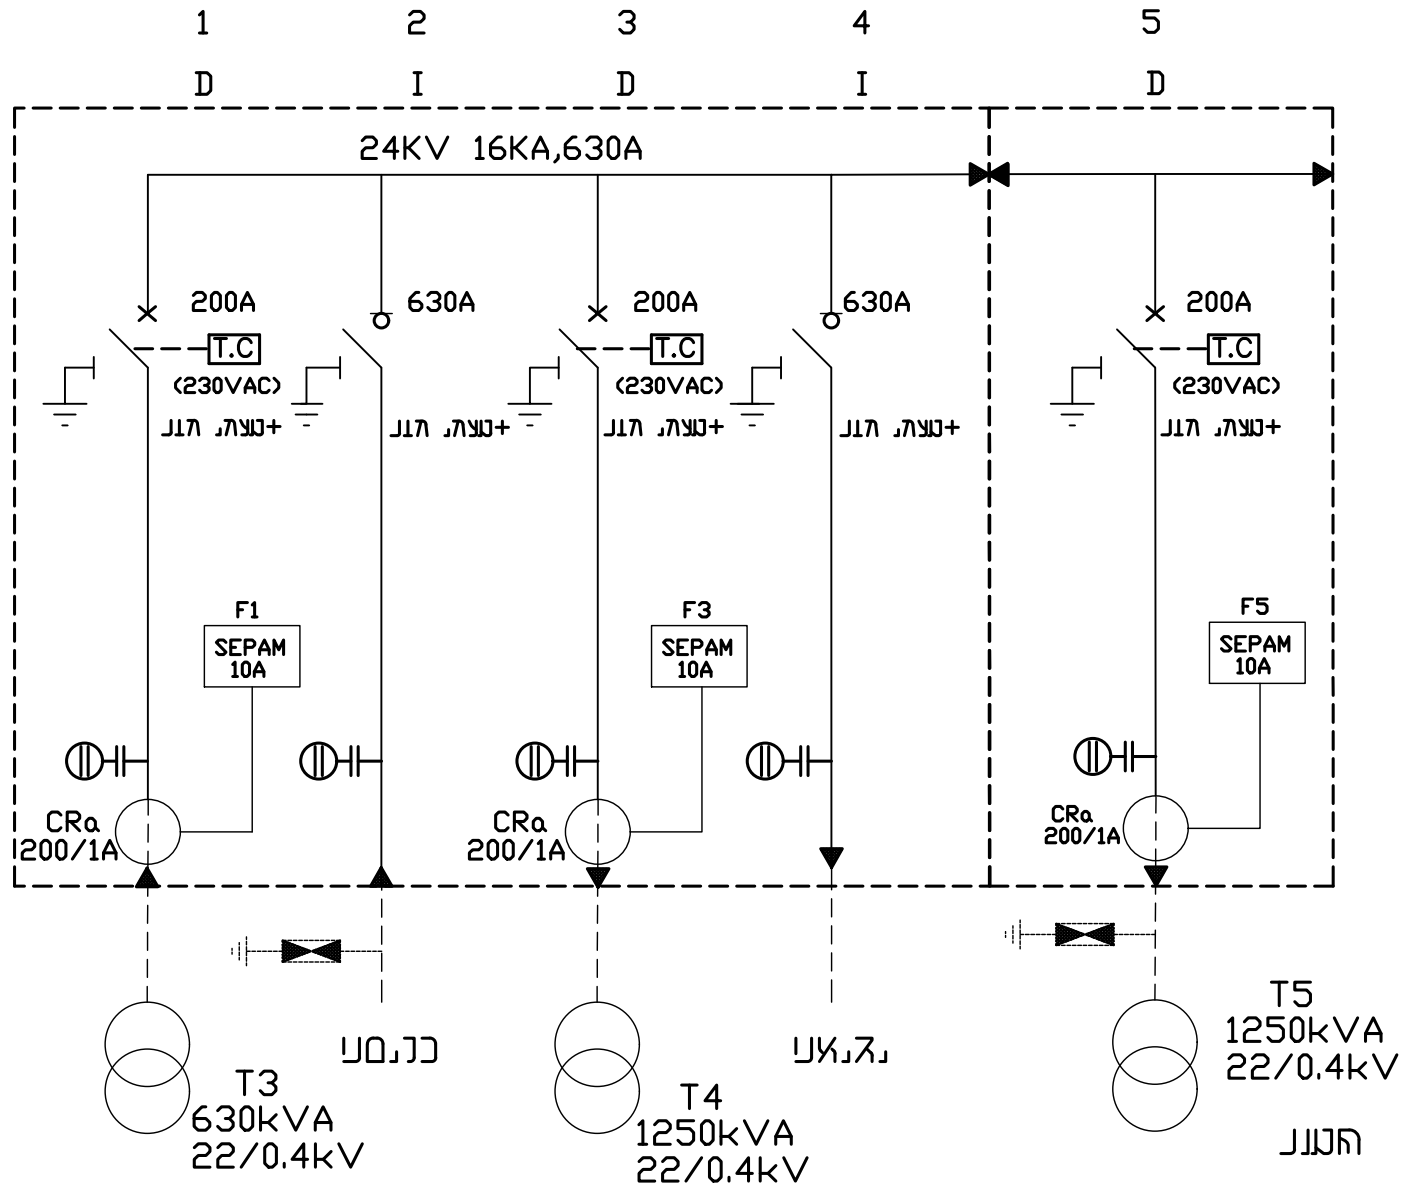 1 2 3 4 5
D I D I D
24KV 16KA,630A
200A 630A 200A 630A 200A
T.C T.C T.C
(230VAC) (230VAC) (230VAC)
F1 F3 F5
SEPAM SEPAM SEPAM
10A 10A 10A
CRa CRa CRa
200/1A 200/1A 200/1A
כניסה יציאה
T3
630kVA
22/0.4kV
T4
1250kVA
22/0.4kV
T5
1250kVA
22/0.4kV